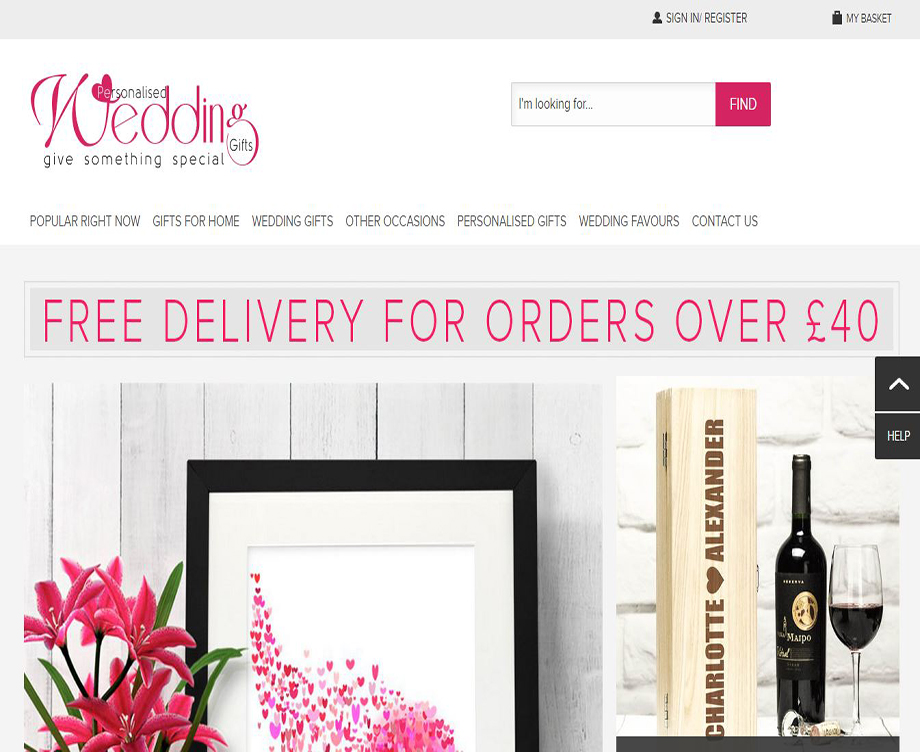 SIGN IN/ REGISTER
MY BASKET
Personalised
Wedding
Gifts
give something special
I'm looking for...
FIND
POPULAR RIGHT NOW GIFTS FOR HOME WEDDING GIFTS OTHER OCCASIONS PERSONALISED GIFTS WEDDING FAVOURS CONTACT US
FREE DELIVERY FOR ORDERS OVER £40
HELP
CHARLOTTE ALEXANDER
RESERVA
MAIPO